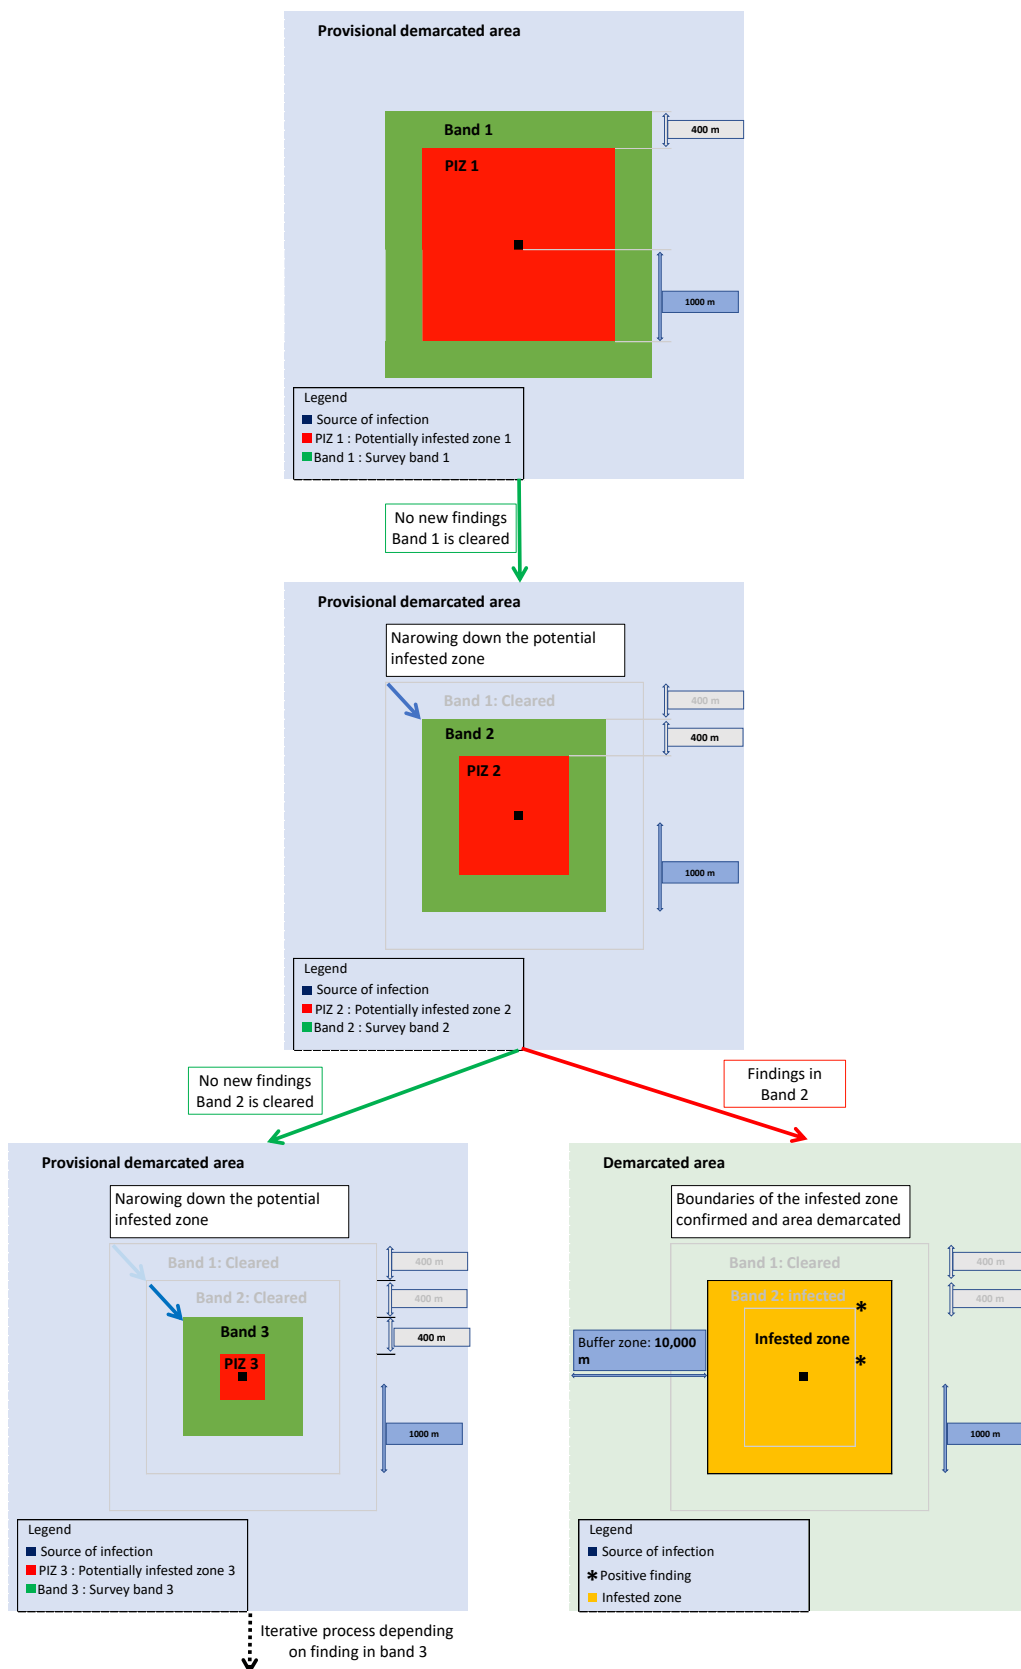 Provisional demarcated area
Band 1
400 m
PIZ 1
1000 m
Legend
Source of infection
PIZ 1 : Potentially infested zone 1
Band 1 : Survey band 1
No new findings
Band 1 is cleared
Provisional demarcated area
Narowing down the potential
infested zone
Band 1: Cleared
400 m
Band 2
400 m
PIZ 2
1000 m
Legend
Source of infection
PIZ 2 : Potentially infested zone 2
Band 2 : Survey band 2
No new findings
Band 2 is cleared
Findings in
Band 2
Provisional demarcated area
Narowing down the potential
infested zone
Band 1: Cleared
400 m
Band 2: Cleared
400 m
Band 3
400 m
PIZ 3
1000 m
Legend
Source of infection
PIZ 3 : Potentially infested zone 3
Band 3 : Survey band 3
Iterative process depending
on finding in band 3
Demarcated area
Boundaries of the infested zone
confirmed and area demarcated
Band 1: Cleared
400 m
Band 2: infected
400 m
*
Infested zone
*
Buffer zone: 10,000
m
1000 m
Legend
Source of infection
* Positive finding
Infested zone